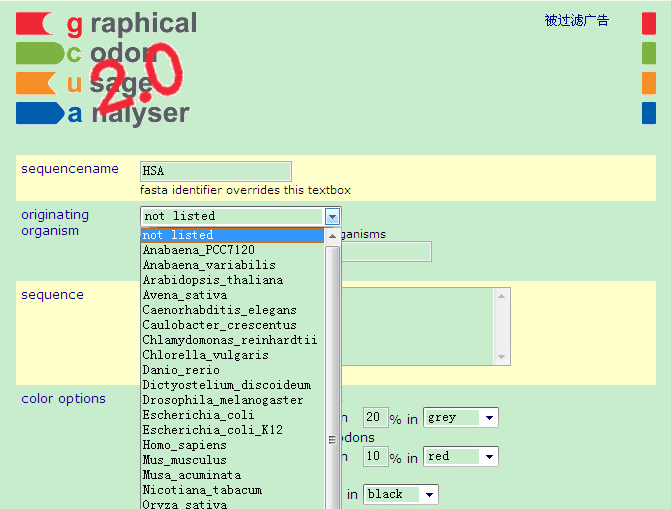 graphical
codon
usage
analyser
2.0
被过滤广告
sequencename
HSA
fasta identifier overrides this textbox
originating
organism
not listed
not listed
ganisms
Anabaena_PCC7120
Anabaena_variabilis
Arabidopsis_thaliana
Avena_sativa
Caenorhabditis_elegans
Caulobacter_crescentus
Chlamydomonas_reinhardtii
Chlorella_vulgaris
Danio_rerio
Dictyostelium_discoideum
Drosophila_melanogaster
Escherichia_coli
Escherichia_coli_K12
Homo_sapiens
Mus_musculus
Musa_acuminata
Nicotiana_tabacum
Oryza_sativa
sequence
color options
n 20 % in grey
odons
n 10 % in red
in black